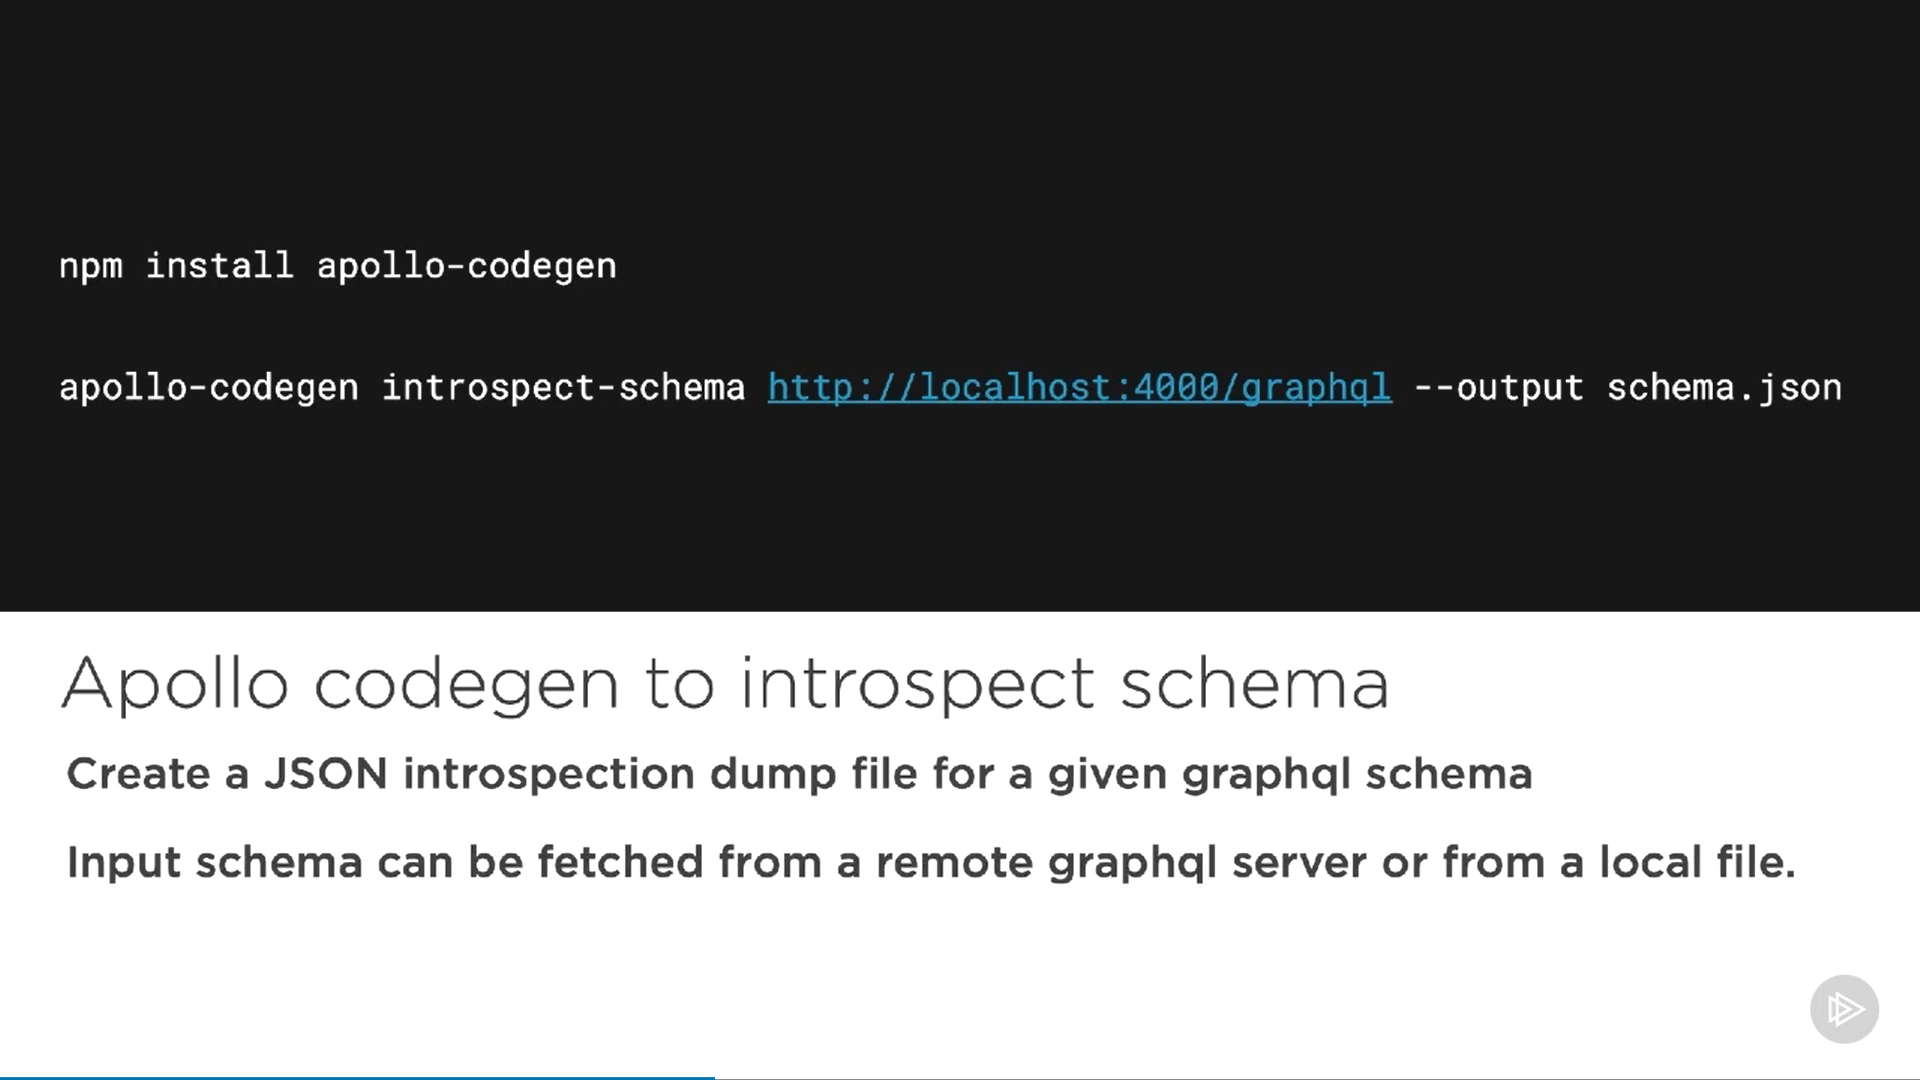 npm install apollo-codegen
apollo-codegen introspect-schema http://localhost:4000/graphql --output schema.json
Apollo codegen to introspect schema
Create a JSON introspection dump file for a given graphql schema
Input schema can be fetched from a remote graphql server or from a local file.